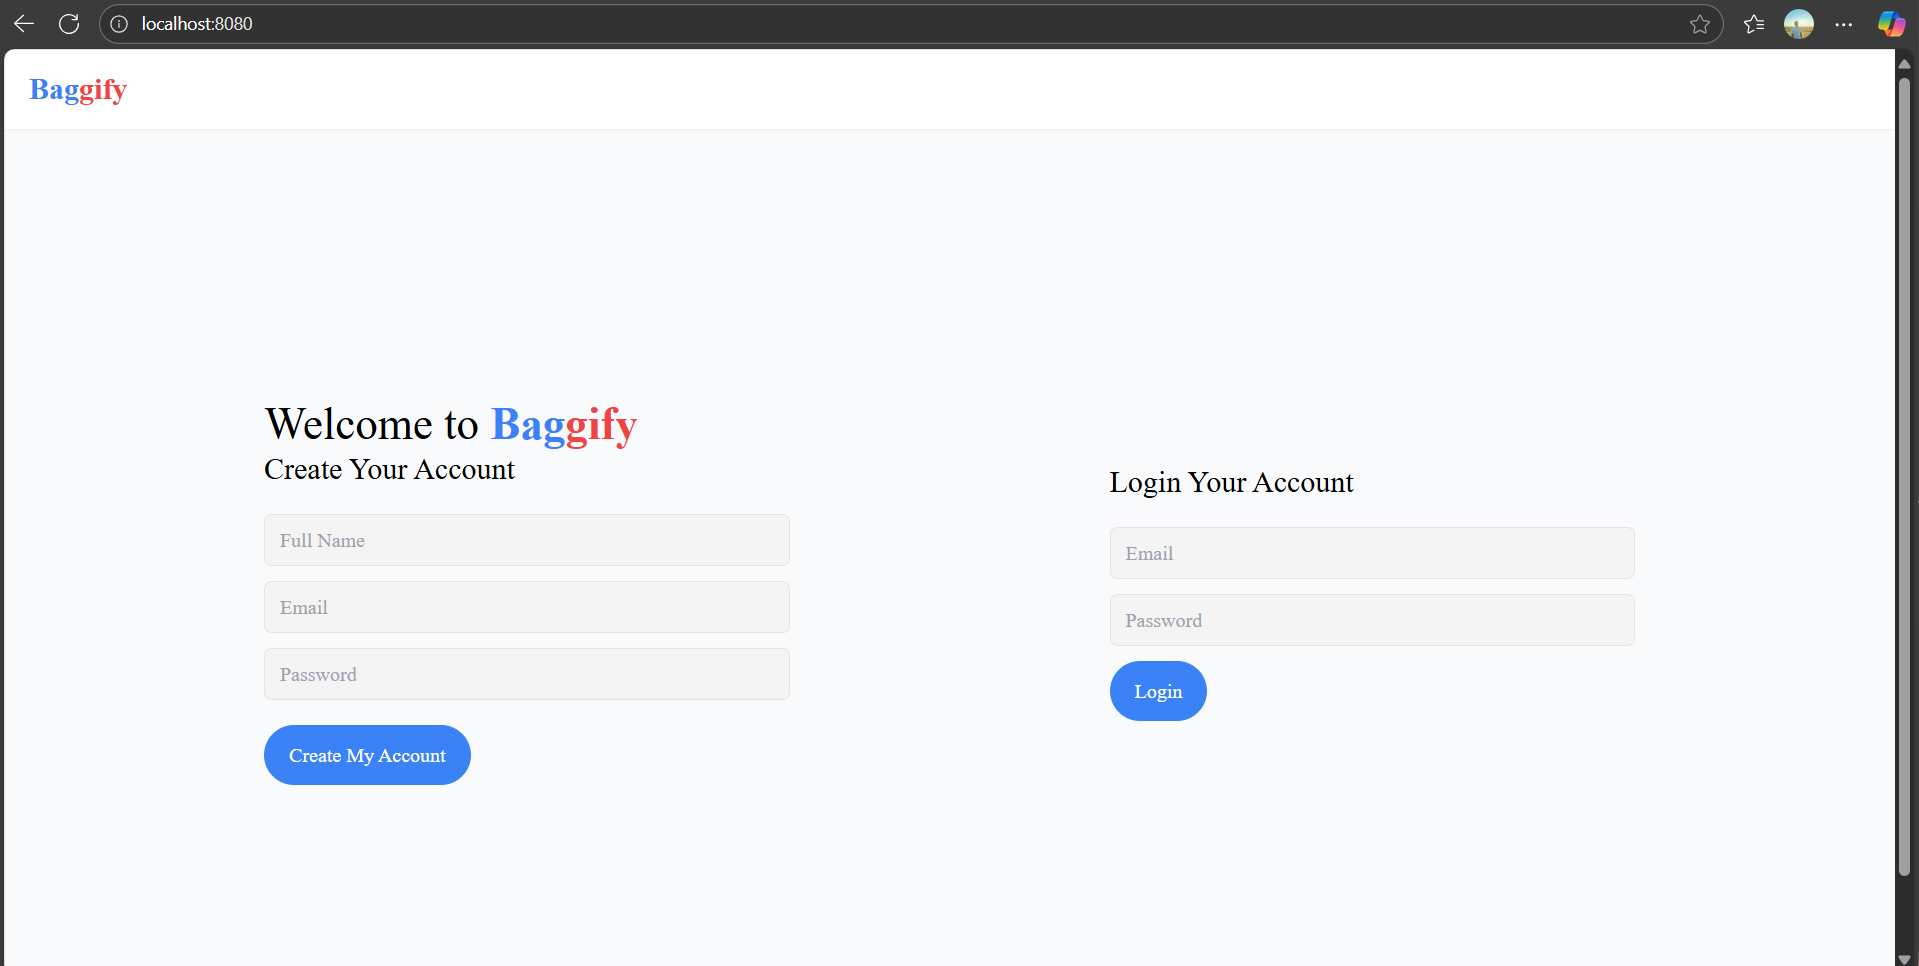 localhost:8080
Baggify
Welcome to Baggify
Create Your Account
Full Name
Email
Password
Create My Account
Login Your Account
Email
Password
Login